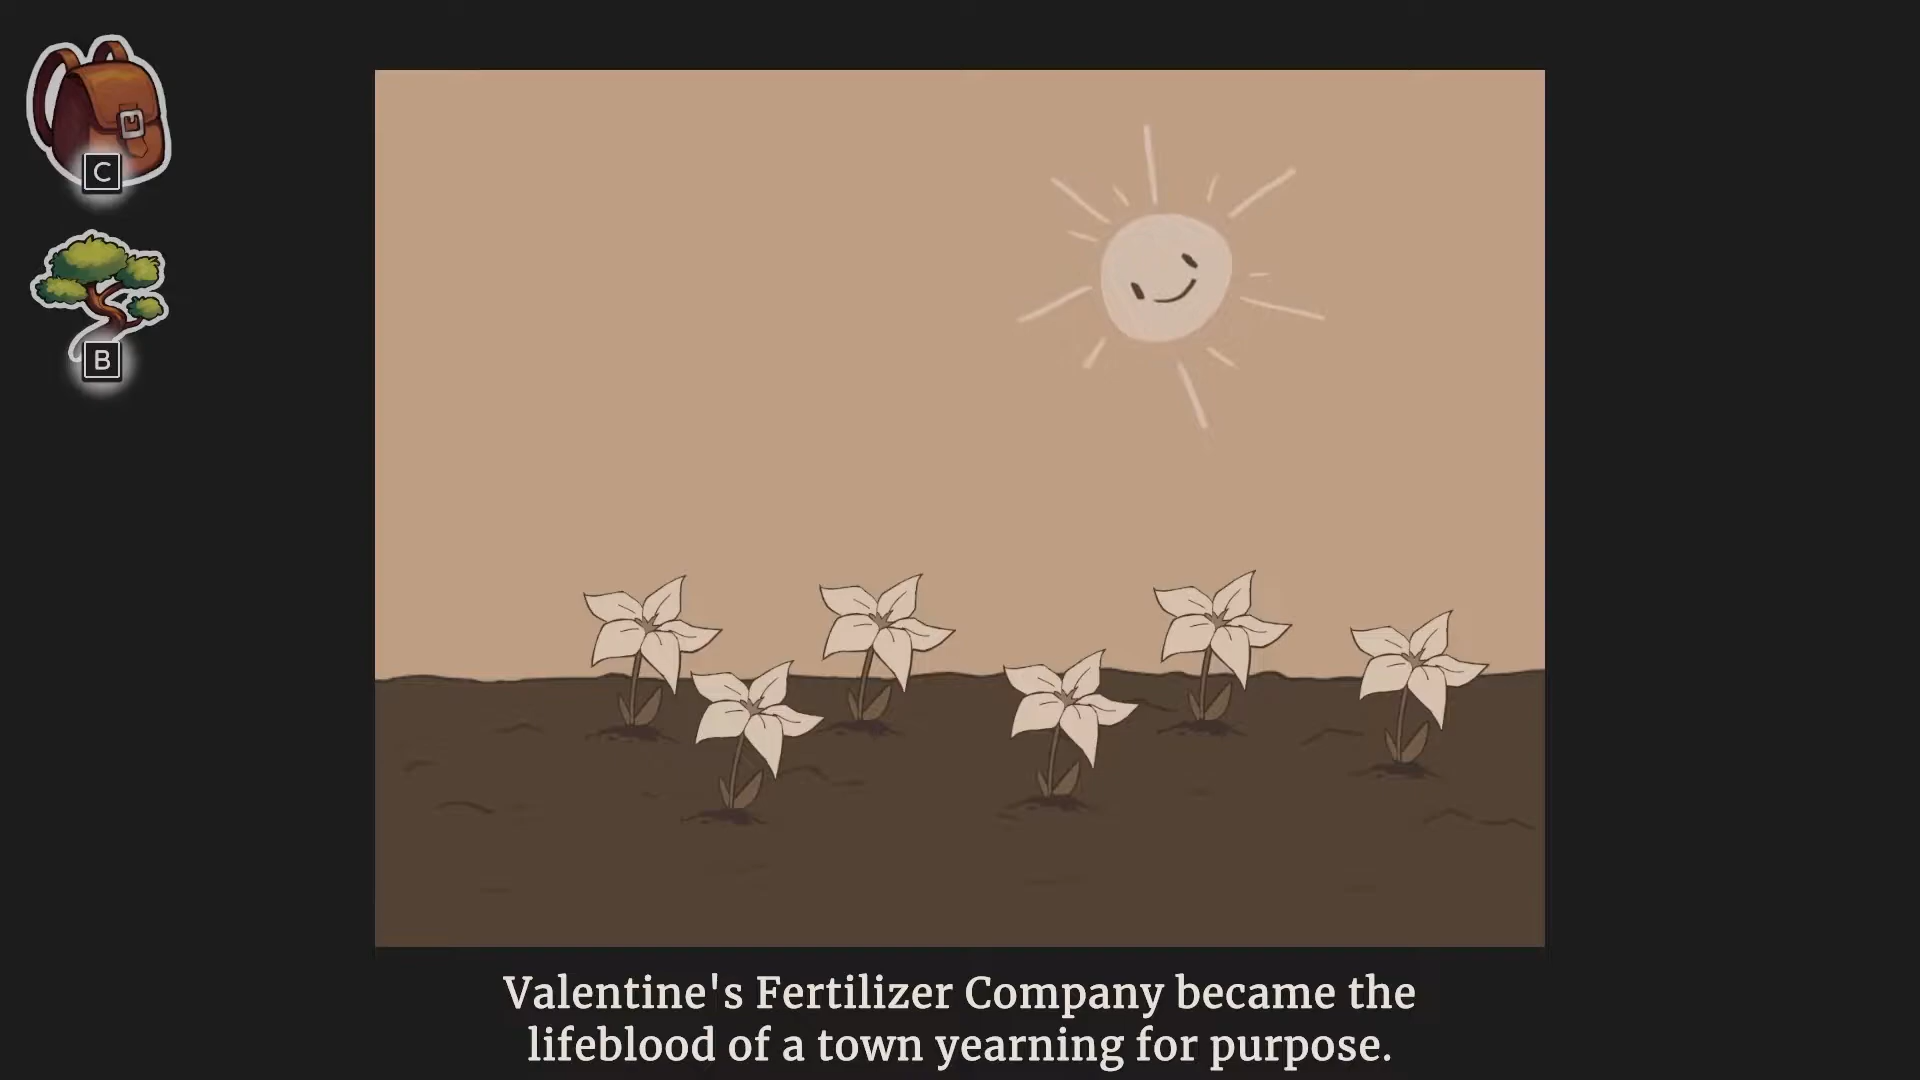 C
B
Valentine's Fertilizer Company became the
lifeblood of a town yearning for purpose.